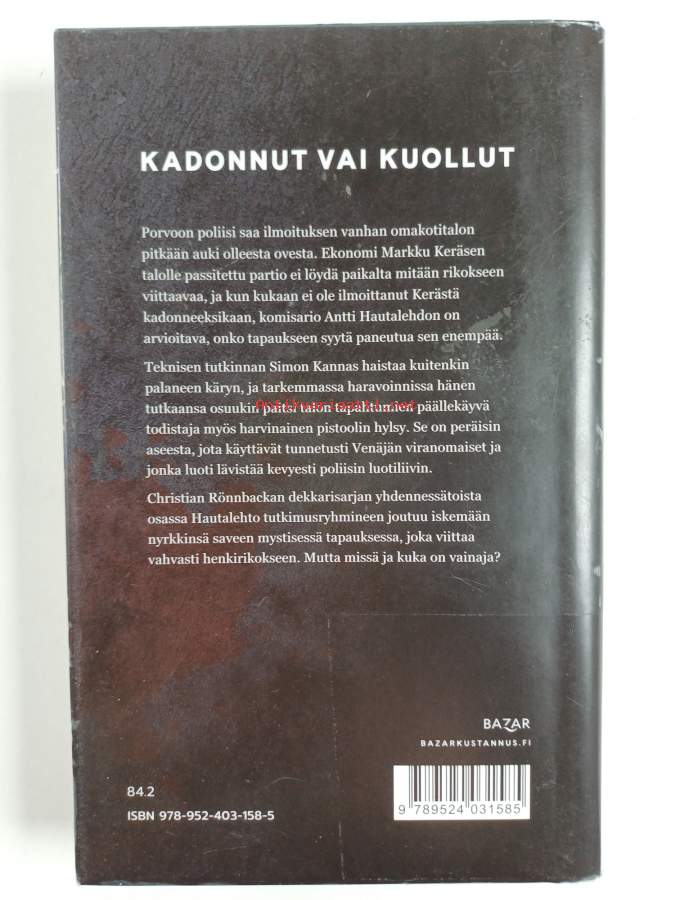 KADONNUT VAI KUOLLUT
Porvoon poliisi saa ilmoituksen vanhan omakotitalon
pitkään auki olleesta ovesta. Ekonomi Markku Keräsen
talolle passitettu partio ei löydä paikalta mitään rikokseen
viittaavaa, ja kun kukaan ei ole ilmoittanut Kerästä
kadonneeksikaan, komisario Antti Hautalehdon on
arvioitava, onko tapaukseen syytä paneutua sen enempää.
Teknisen tutkinnan Simon Kannas haistaa kuitenkin
palaneen käryn, ja tarkemmassa haravoinnissa hänen
tutkaansa osuukin paitsi talon tapahtumien päällekäyvä
Antikvariaatti.net
todistaja myös harvinainen pistoolin hylsy. Se on peräisin
aseesta, jota käyttävät tunnetusti Venäjän viranomaiset ja
jonka luoti lävistää kevyesti poliisin luotiliivin.
Christian Rönnbackan dekkarisarjan yhdennessätoista
osassa Hautalehto tutkimusryhmineen joutuu iskemään
nyrkkinsä saveen mystisessä tapauksessa, joka viittaa
vahvasti henkirikokseen. Mutta missä ja kuka on vainaja?
BAZAR
BAZARKUSTANNUS.FI
84.2
ISBN 978-952-403-158-5
9 789524 031585